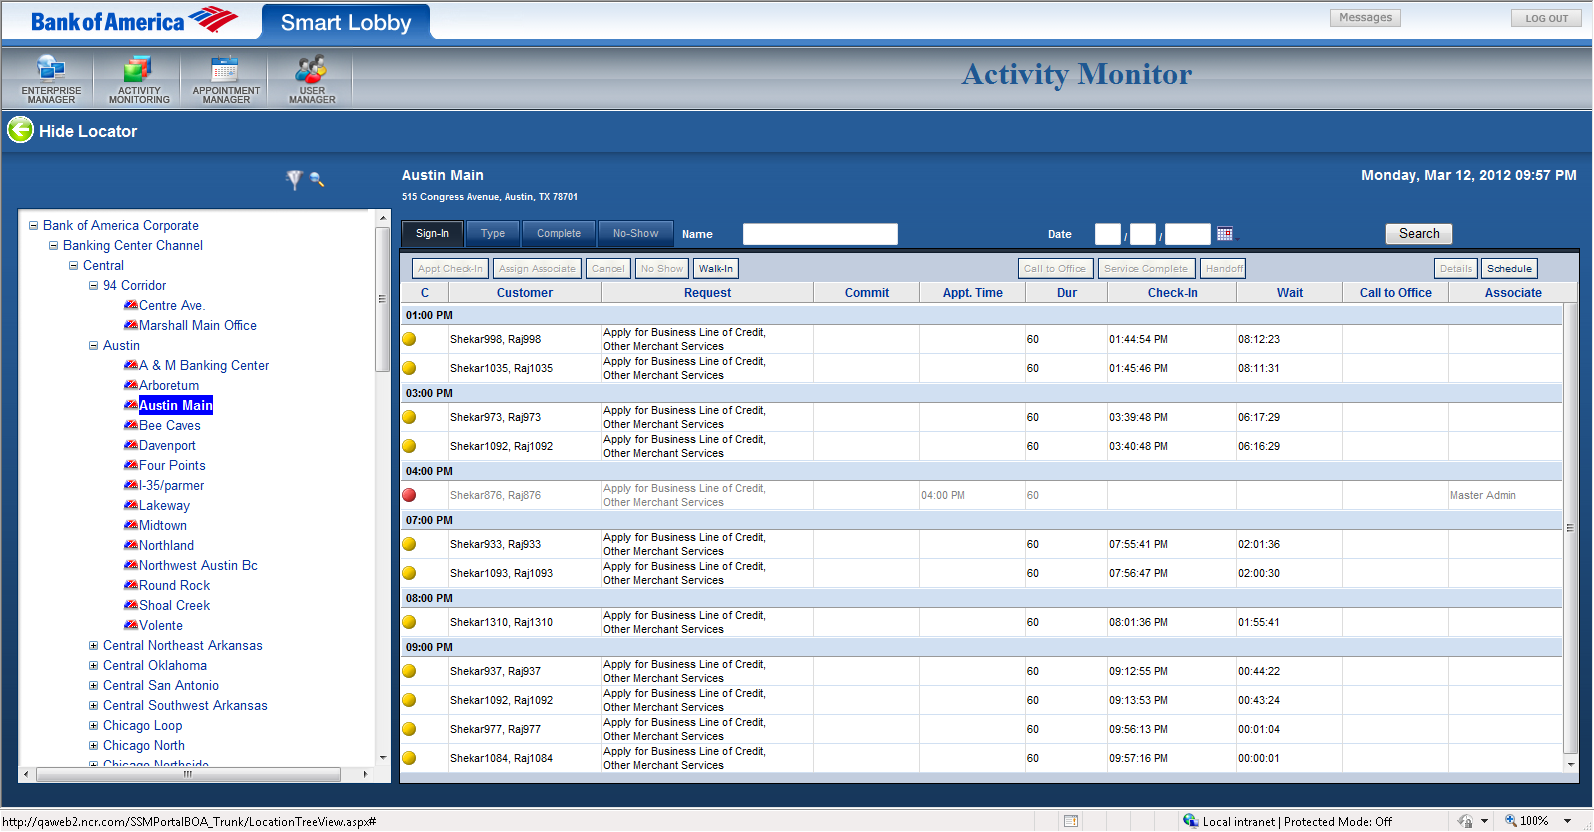 Bank of America
Smart Lobby
Messages
LOG OUT
ENTERPRISE MANAGER
ACTIVITY MONITORING
APPOINTMENT MANAGER
USER MANAGER
Activity Monitor
Hide Locator
Bank of America Corporate
Banking Center Channel
Central
94 Corridor
Centre Ave.
Marshall Main Office
Austin
A & M Banking Center
Arboretum
Austin Main
Bee Caves
Davenport
Four Points
I-35/parmer
Lakeway
Midtown
Northland
Northwest Austin Bc
Round Rock
Shoal Creek
Volente
Central Northeast Arkansas
Central Oklahoma
Central San Antonio
Central Southwest Arkansas
Chicago Loop
Chicago North
Chicago Northside
Austin Main
Monday, Mar 12, 2012 09:57 PM
515 Congress Avenue, Austin, TX 78701
Sign-In Type Complete No-Show Name Date / / Search
Appt Check-In Assign Associate Cancel No Show Walk-In Call to Office Service Complete Handoff Details Schedule
C Customer Request Commit Appt. Time Dur Check-In Wait Call to Office Associate
01:00 PM
Shekar998, Raj998 Apply for Business Line of Credit, Other Merchant Services 60 01:44:54 PM 08:12:23
Shekar1035, Raj1035 Apply for Business Line of Credit, Other Merchant Services 60 01:45:46 PM 08:11:31
03:00 PM
Shekar973, Raj973 Apply for Business Line of Credit, Other Merchant Services 60 03:39:48 PM 06:17:29
Shekar1092, Raj1092 Apply for Business Line of Credit, Other Merchant Services 60 03:40:48 PM 06:16:29
04:00 PM
Shekar876, Raj876 Apply for Business Line of Credit, Other Merchant Services 04:00 PM 60 Master Admin
07:00 PM
Shekar933, Raj933 Apply for Business Line of Credit, Other Merchant Services 60 07:55:41 PM 02:01:36
Shekar1093, Raj1093 Apply for Business Line of Credit, Other Merchant Services 60 07:56:47 PM 02:00:30
08:00 PM
Shekar1310, Raj1310 Apply for Business Line of Credit, Other Merchant Services 60 08:01:36 PM 01:55:41
09:00 PM
Shekar937, Raj937 Apply for Business Line of Credit, Other Merchant Services 60 09:12:55 PM 00:44:22
Shekar1092, Raj1092 Apply for Business Line of Credit, Other Merchant Services 60 09:13:53 PM 00:43:24
Shekar977, Raj977 Apply for Business Line of Credit, Other Merchant Services 60 09:56:13 PM 00:01:04
Shekar1084, Raj1084 Apply for Business Line of Credit, Other Merchant Services 60 09:57:16 PM 00:00:01
http://qaweb2.ncr.com/SSMPortalBOA_Trunk/LocationTreeView.aspx#
Local intranet | Protected Mode: Off
100%